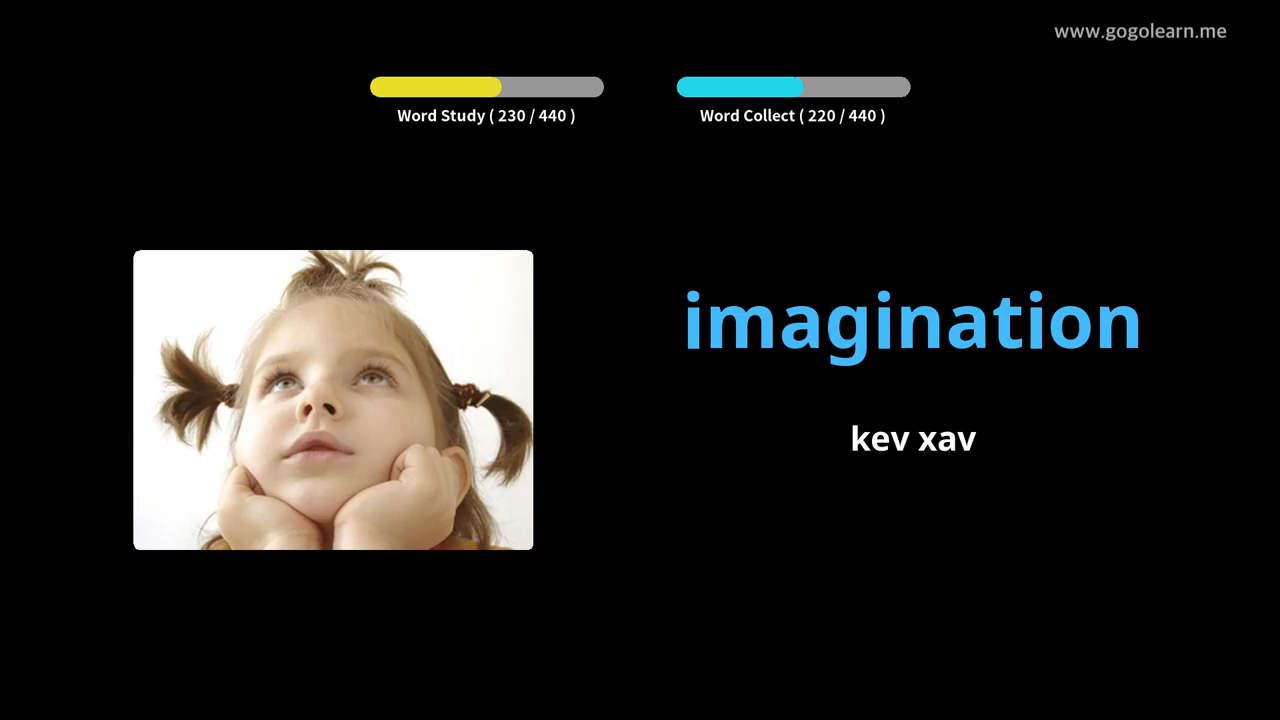 www.gogolearn.me
Word Study ( 230 / 440 )
Word Collect ( 220 / 440 )
imagination
kev xav